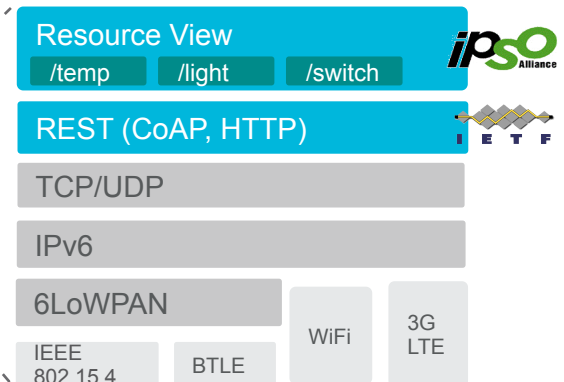 Resource View
/temp
/light
/switch
ipso
Alliance
REST (CoAP, HTTP)
I E T F
TCP/UDP
IPv6
6LoWPAN
WiFi
3G
LTE
IEEE
802.15.4
BTLE